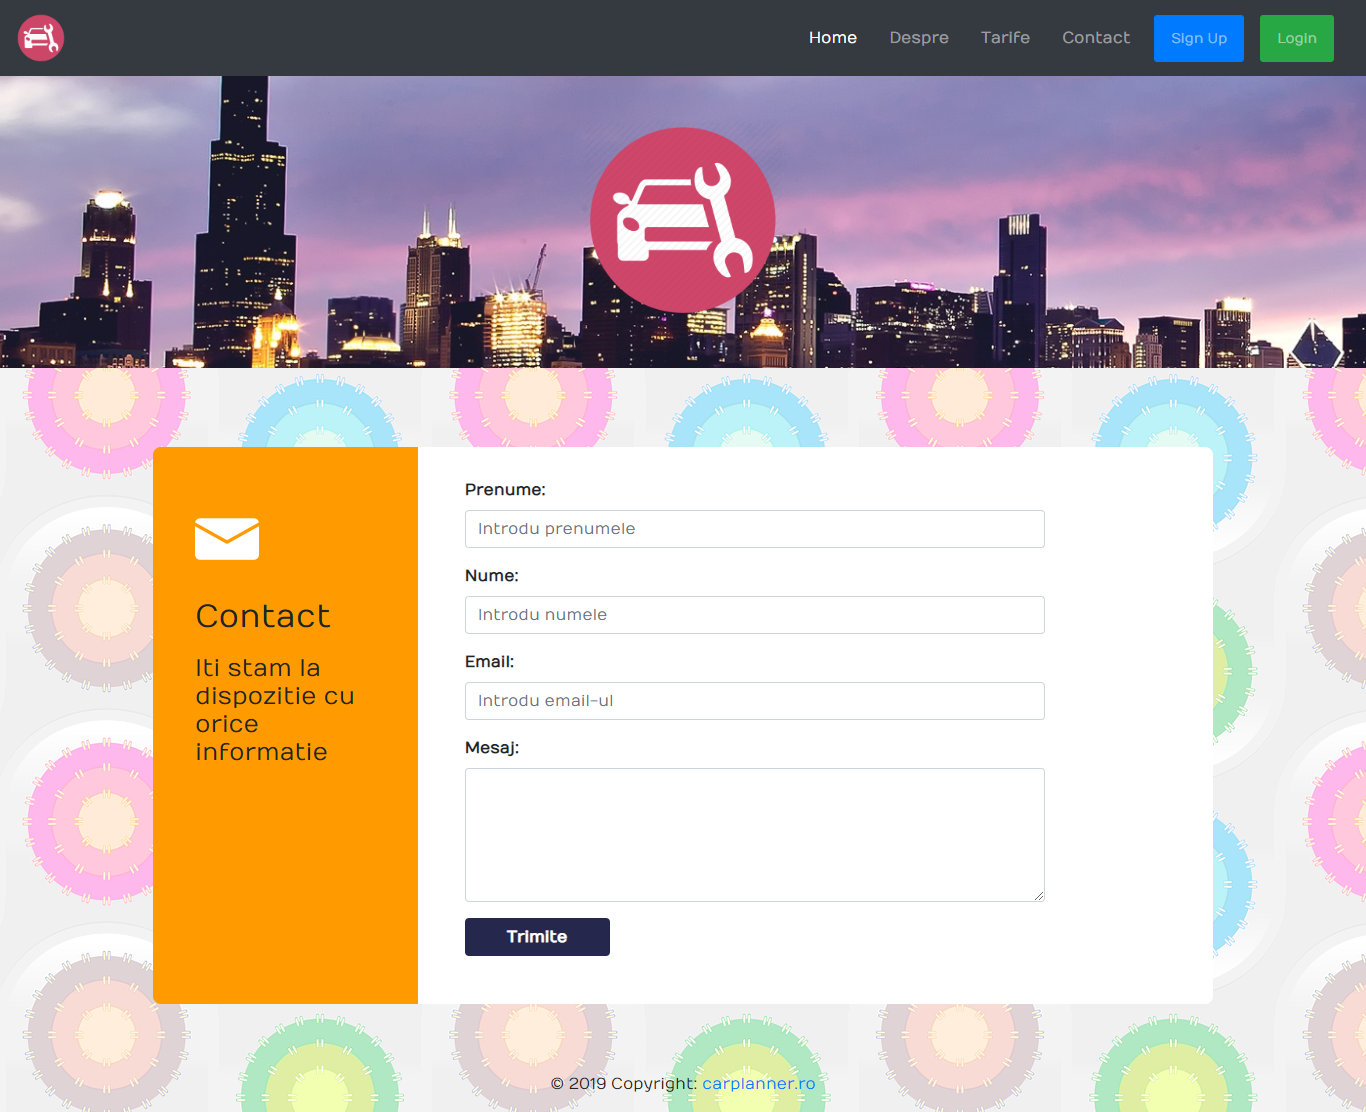 Home Despre Tarife Contact Sign Up Login
Contact
Iti stam la
dispozitie cu
orice
informatie
Prenume:
Introdu prenumele
Nume:
Introdu numele
Email:
Introdu email-ul
Mesaj:
Trimite
© 2019 Copyright: carplanner.ro